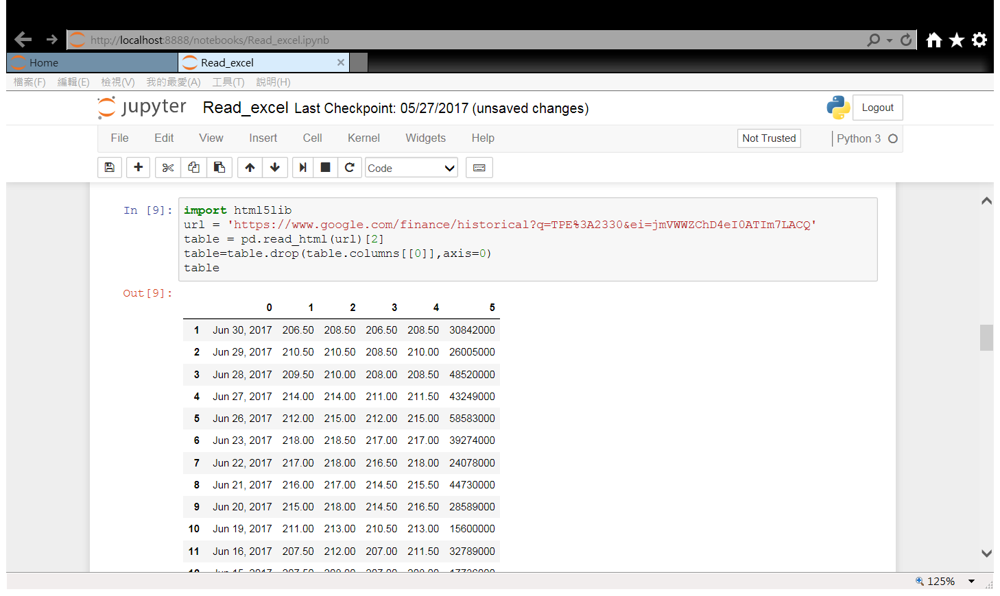 http://localhost:8888/notebooks/Read_excel.ipynb
Home
Read_excel
檔案(F) 編輯(E) 檢視(V) 我的最愛(A) 工具(T) 說明(H)
jupyter Read_excel Last Checkpoint: 05/27/2017 (unsaved changes)
Logout
File Edit View Insert Cell Kernel Widgets Help
Not Trusted
Python 3
Code
In [9]: import html5lib
url = 'https://www.google.com/finance/historical?q=TPE%3A2330&ei=jmVWWZChD4eI0ATIm7LACQ'
table = pd.read_html(url)[2]
table=table.drop(table.columns[[0]],axis=0)
table
Out[9]:
0 1 2 3 4 5
1 Jun 30, 2017 206.50 208.50 206.50 208.50 30842000
2 Jun 29, 2017 210.50 210.50 208.50 210.00 26005000
3 Jun 28, 2017 209.50 210.00 208.00 208.50 48520000
4 Jun 27, 2017 214.00 214.00 211.00 211.50 43249000
5 Jun 26, 2017 212.00 215.00 212.00 215.00 58583000
6 Jun 23, 2017 218.00 218.50 217.00 217.00 39274000
7 Jun 22, 2017 217.00 218.00 216.50 218.00 24078000
8 Jun 21, 2017 216.00 217.00 214.50 215.50 44730000
9 Jun 20, 2017 215.00 218.00 214.50 216.50 28589000
10 Jun 19, 2017 211.00 213.00 210.50 213.00 15600000
11 Jun 16, 2017 207.50 212.00 207.00 211.50 32789000
125%